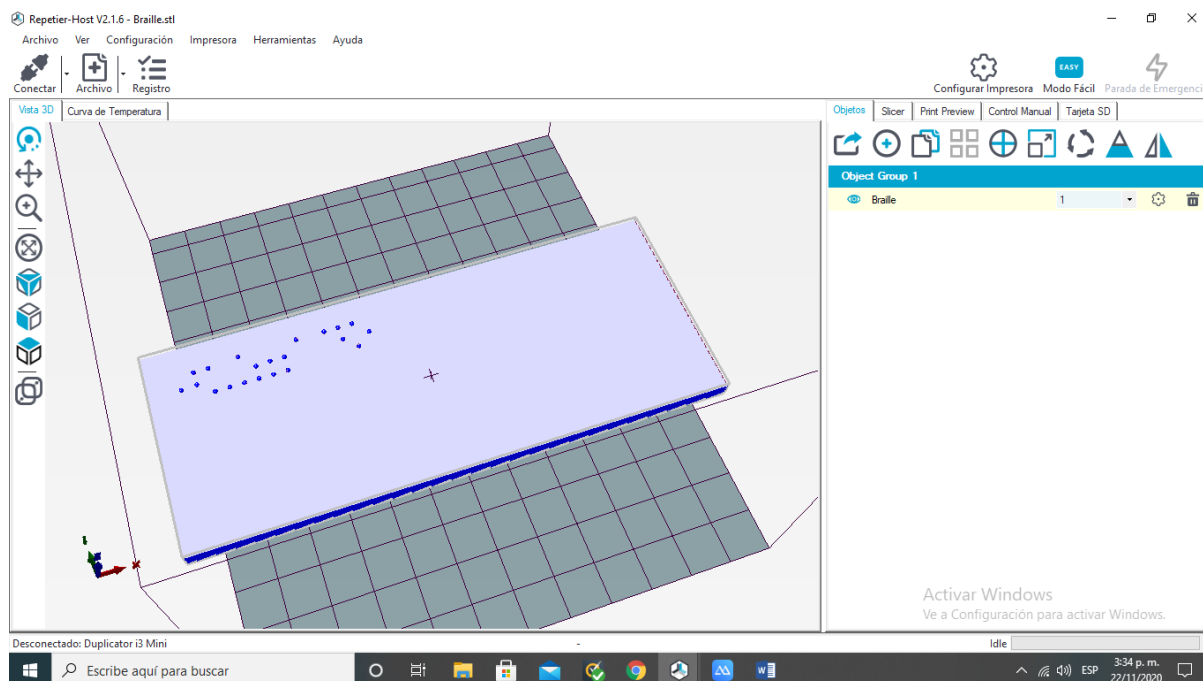 Repetier-Host V2.1.6 - Braille.stl
Archivo Ver Configuración Impresora Herramientas Ayuda
Conectar Archivo Registro Configurar Impresora Modo Fácil Parada de Emergenci
EASY
Vista 3D Curva de Temperatura Objetos Slicer Print Preview Control Manual Tarjeta SD
Object Group 1
Braille 1
Activar Windows
Ve a Configuración para activar Windows.
Desconectado: Duplicator i3 Mini - Idle
Escribe aquí para buscar ESP 3:34 p. m.
22/11/2020